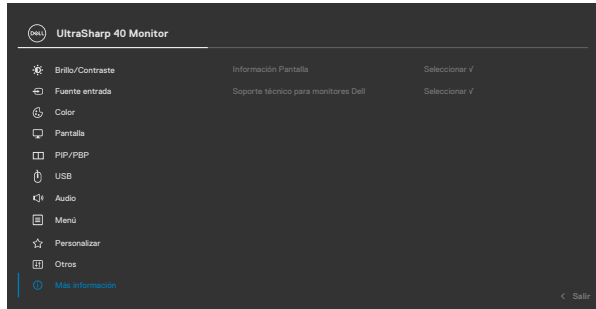 DELL UltraSharp 40 Monitor
Brillo/Contraste
Información Pantalla Seleccionar √
Fuente entrada
Soporte técnico para monitores Dell Seleccionar √
Color
Pantalla
PIP/PBP
USB
Audio
Menú
Personalizar
Otros
Más información
< Salir